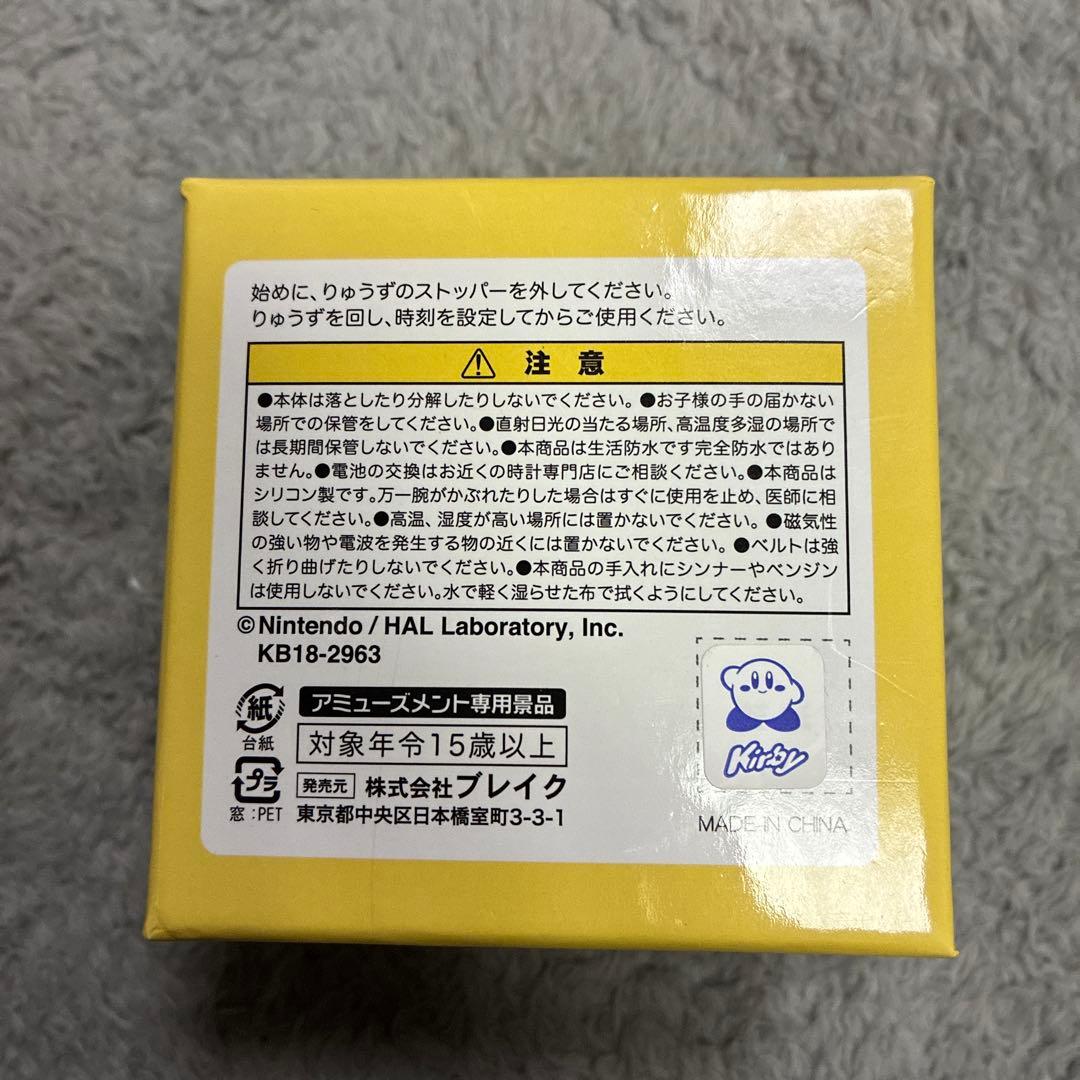 始めに、りゅうずのストッパーを外してください。
りゅうずを回し、時刻を設定してからご使用ください。
注 意
●本体は落としたり分解したりしないでください。●お子様の手の届かない
場所での保管をしてください。●直射日光の当たる場所、高温度多湿の場所で
は長期間保管しないでください。●本商品は生活防水です完全防水ではあり
ません。●電池の交換はお近くの時計専門店にご相談ください。●本商品は
シリコン製です。万一腕がかぶれたりした場合はすぐに使用を止め、医師に相
談してください。●高温、湿度が高い場所には置かないでください。●磁気性
の強い物や電波を発生する物の近くには置かないでください。●ベルトは強
く折り曲げたりしないでください。●本商品の手入れにシンナーやベンジン
は使用しないでください。水で軽く湿らせた布で拭くようにしてください。
©Nintendo / HAL Laboratory, Inc.
KB18-2963
紙
台紙
アミューズメント専用景品
対象年令15歳以上
プラ
窓:PET
発売元 株式会社ブレイク
東京都中央区日本橋室町3-3-1
Kirby
MADE IN CHINA